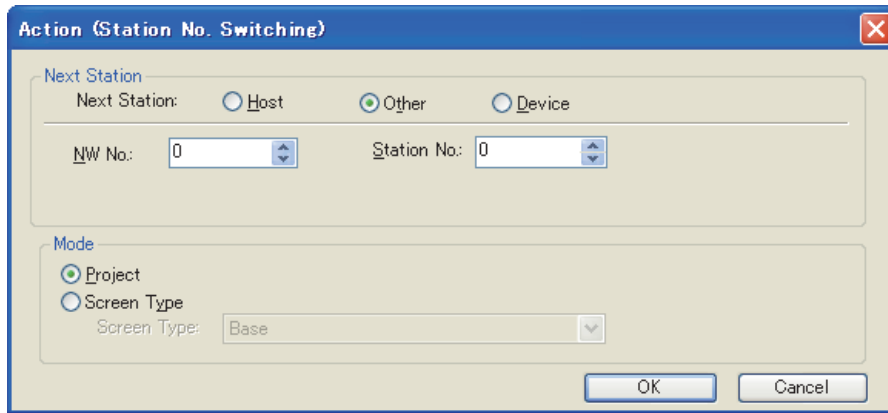 Action (Station No. Switching)
Next Station
Next Station: Host Other Device
NW No.: 0 Station No.: 0
Mode
Project
Screen Type
Screen Type: Base
OK Cancel